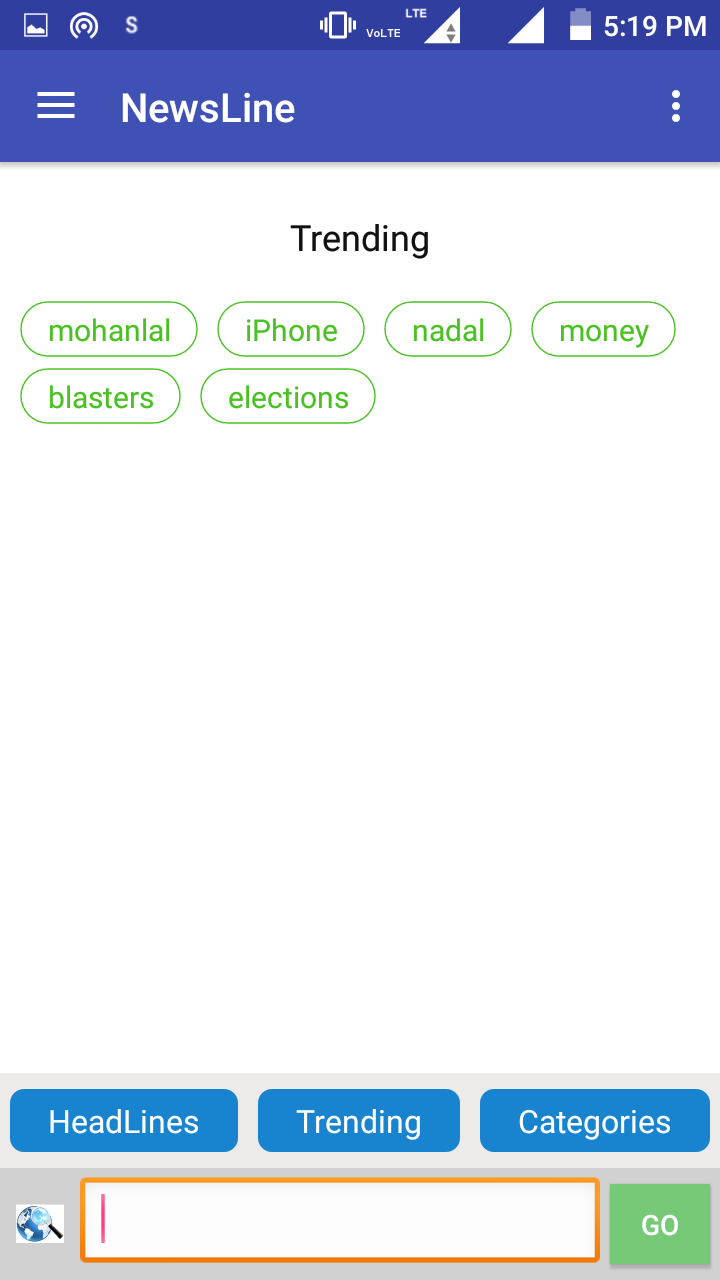 S VoLTE LTE 5:19 PM
NewsLine
Trending
mohanlal iPhone nadal money
blasters elections
HeadLines Trending Categories
GO